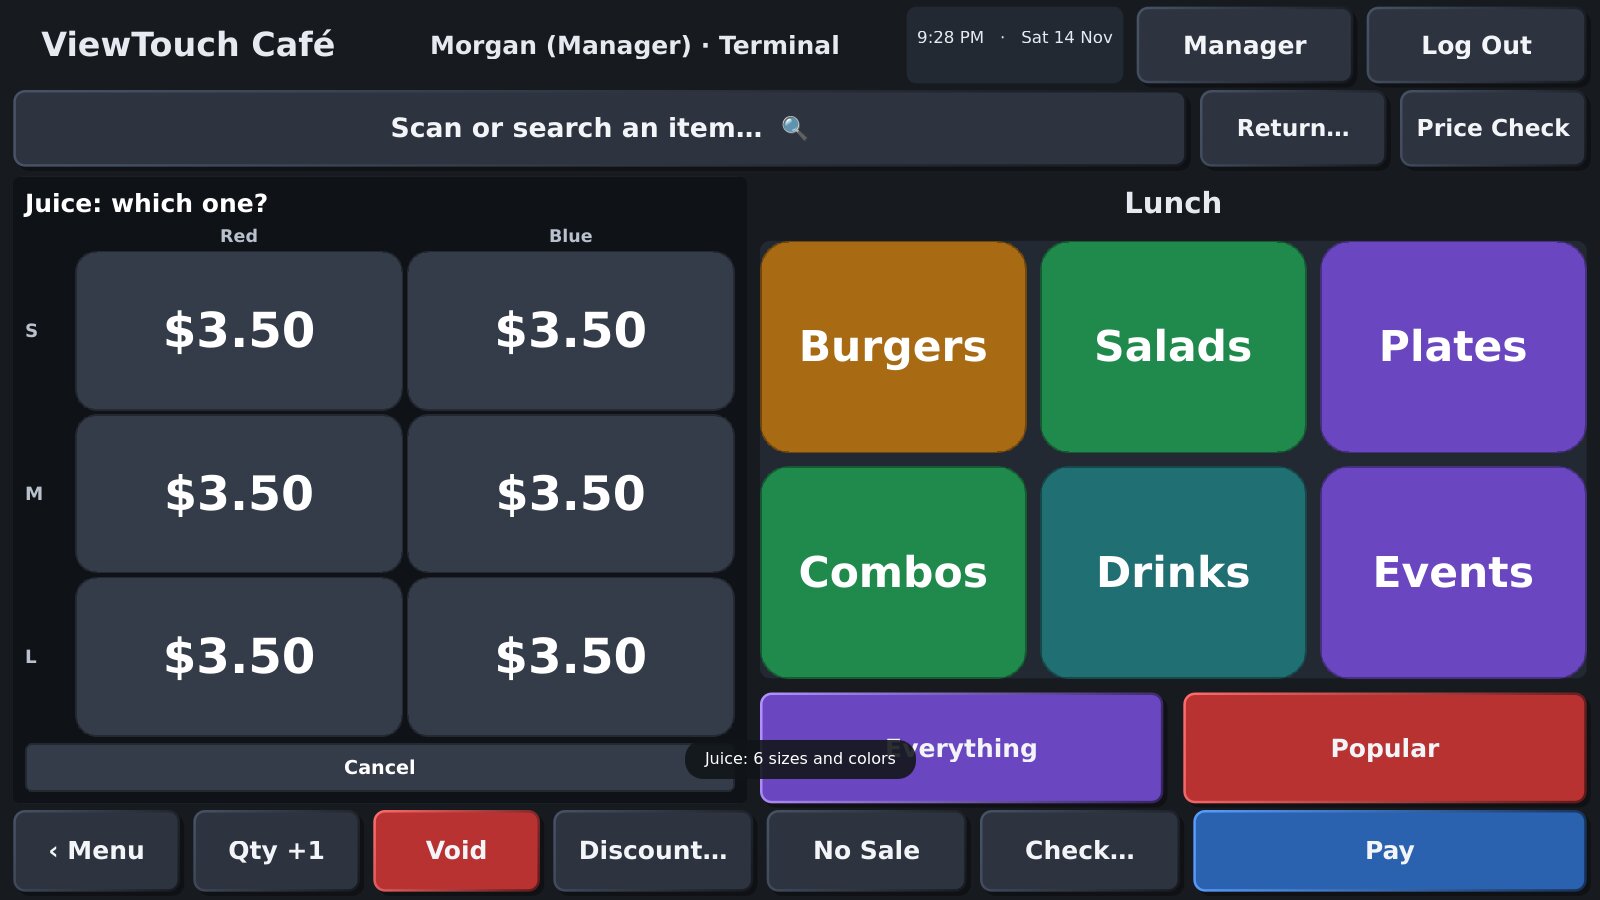 ViewTouch Café
Morgan (Manager) · Terminal
9:28 PM · Sat 14 Nov
Manager
Log Out
Scan or search an item… 🔍
Return…
Price Check
Juice: which one?
Red Blue
S $3.50 $3.50
M $3.50 $3.50
L $3.50 $3.50
Cancel
Lunch
Burgers Salads Plates
Combos Drinks Events
Everything Popular
Juice: 6 sizes and colors
‹ Menu
Qty +1
Void
Discount…
No Sale
Check…
Pay